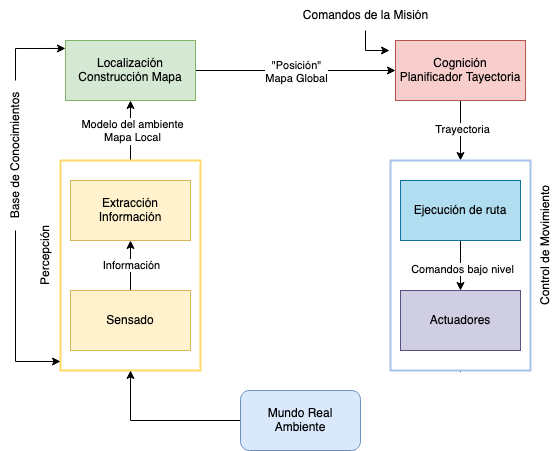 Comandos de la Misión
Localización
Construcción Mapa
"Posición"
Mapa Global
Cognición
Planificador Tayectoria
Base de Conocimientos
Modelo del ambiente
Mapa Local
Trayectoria
Percepción
Extracción
Información
Información
Sensado
Ejecución de ruta
Comandos bajo nivel
Actuadores
Control de Movimiento
Mundo Real
Ambiente